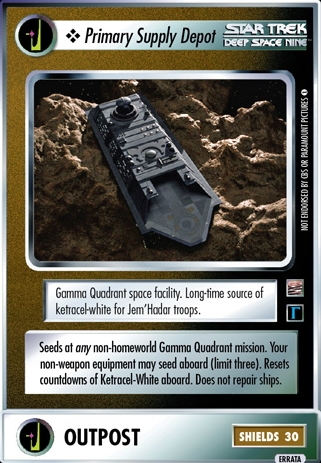 ❖ Primary Supply Depot
STAR TREK
DEEP SPACE NINE
NOT ENDORSED BY CBS OR PARAMOUNT PICTURES
Gamma Quadrant space facility. Long-time source of
ketracel-white for Jem'Hadar troops.
Γ
Seeds at any non-homeworld Gamma Quadrant mission. Your
non-weapon equipment may seed aboard (limit three). Resets
countdowns of Ketracel-White aboard. Does not repair ships.
OUTPOST
SHIELDS 30
ERRATA